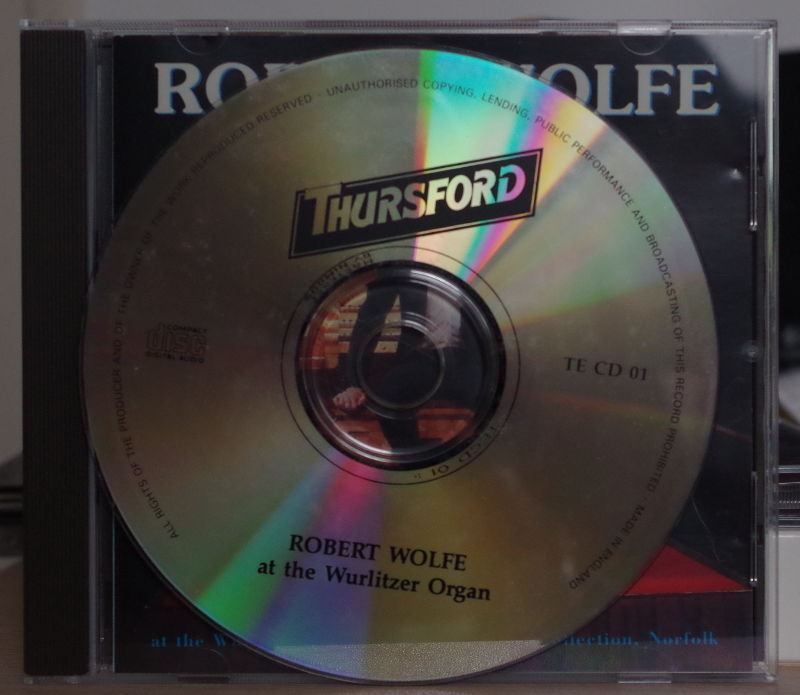 RO WOLFE
ALL RIGHTS OF THE PRODUCER AND OF THE OWNER OF THE WORK REPRODUCED RESERVED · UNAUTHORISED COPYING, LENDING, PUBLIC PERFORMANCE AND BROADCASTING OF THIS RECORD PROHIBITED · MADE IN ENGLAND
THURSFORD
COMPACT
disc
DIGITAL AUDIO
TE CD 01
ROBERT WOLFE
at the Wurlitzer Organ
at the W llection, Norfolk